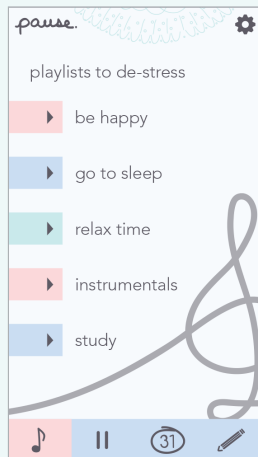 pause.
playlists to de-stress
be happy
go to sleep
relax time
instrumentals
study
31